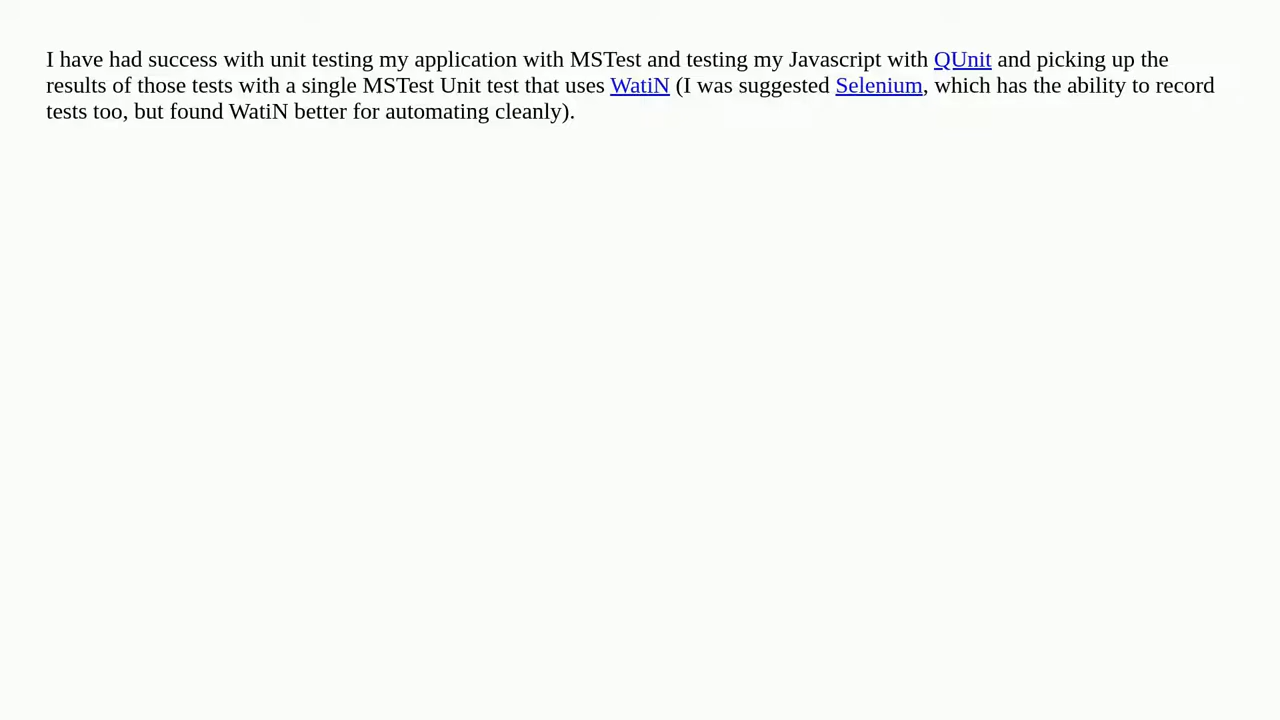 I have had success with unit testing my application with MSTest and testing my Javascript with QUnit and picking up the
results of those tests with a single MSTest Unit test that uses WatiN (I was suggested Selenium, which has the ability to record
tests too, but found WatiN better for automating cleanly).